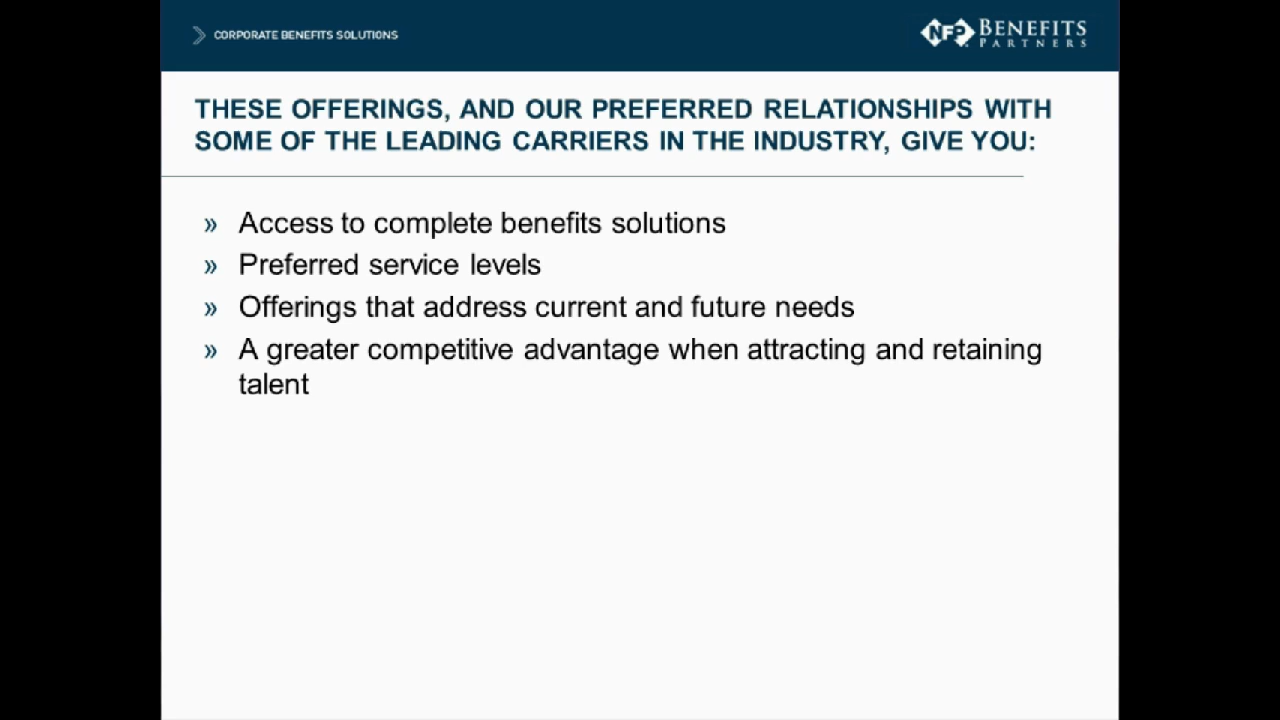 CORPORATE BENEFITS SOLUTIONS
NFP BENEFITS
PARTNERS
THESE OFFERINGS, AND OUR PREFERRED RELATIONSHIPS WITH
SOME OF THE LEADING CARRIERS IN THE INDUSTRY, GIVE YOU:
» Access to complete benefits solutions
» Preferred service levels
» Offerings that address current and future needs
» A greater competitive advantage when attracting and retaining
talent